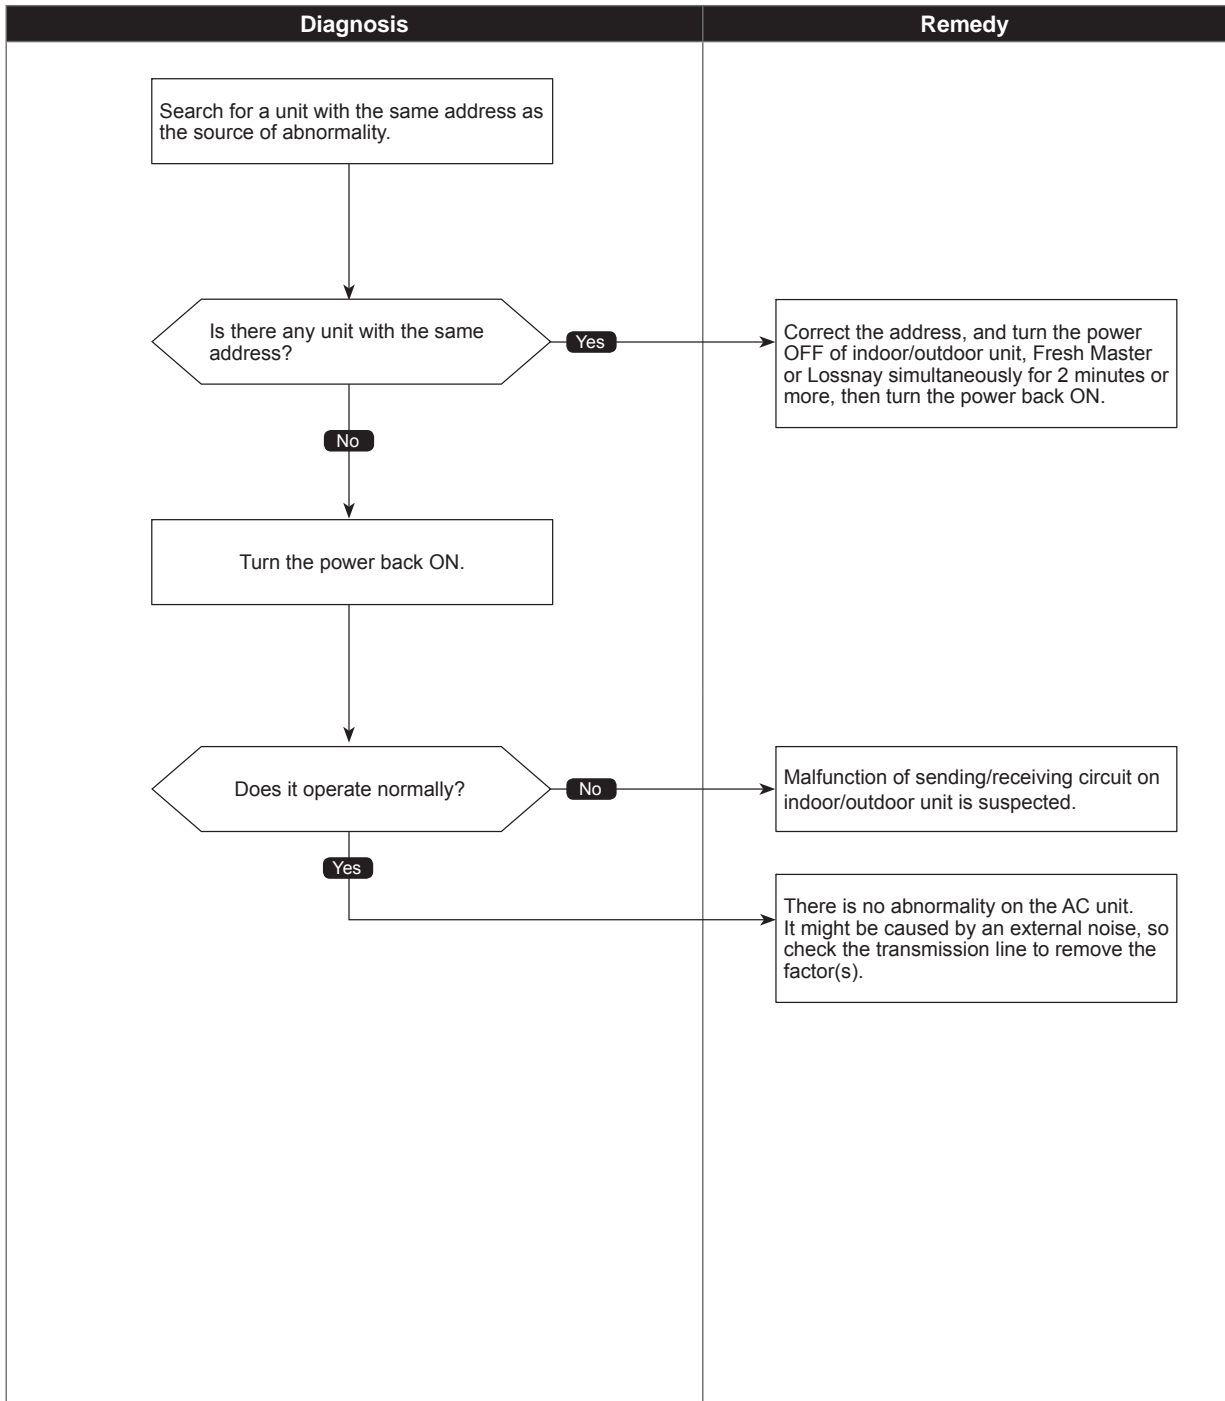 Diagnosis
Remedy
Search for a unit with the same address as
the source of abnormality.
Is there any unit with the same
address?
Yes
Correct the address, and turn the power
OFF of indoor/outdoor unit, Fresh Master
or Lossnay simultaneously for 2 minutes or
more, then turn the power back ON.
No
Turn the power back ON.
Does it operate normally?
No
Malfunction of sending/receiving circuit on
indoor/outdoor unit is suspected.
Yes
There is no abnormality on the AC unit.
It might be caused by an external noise, so
check the transmission line to remove the
factor(s).